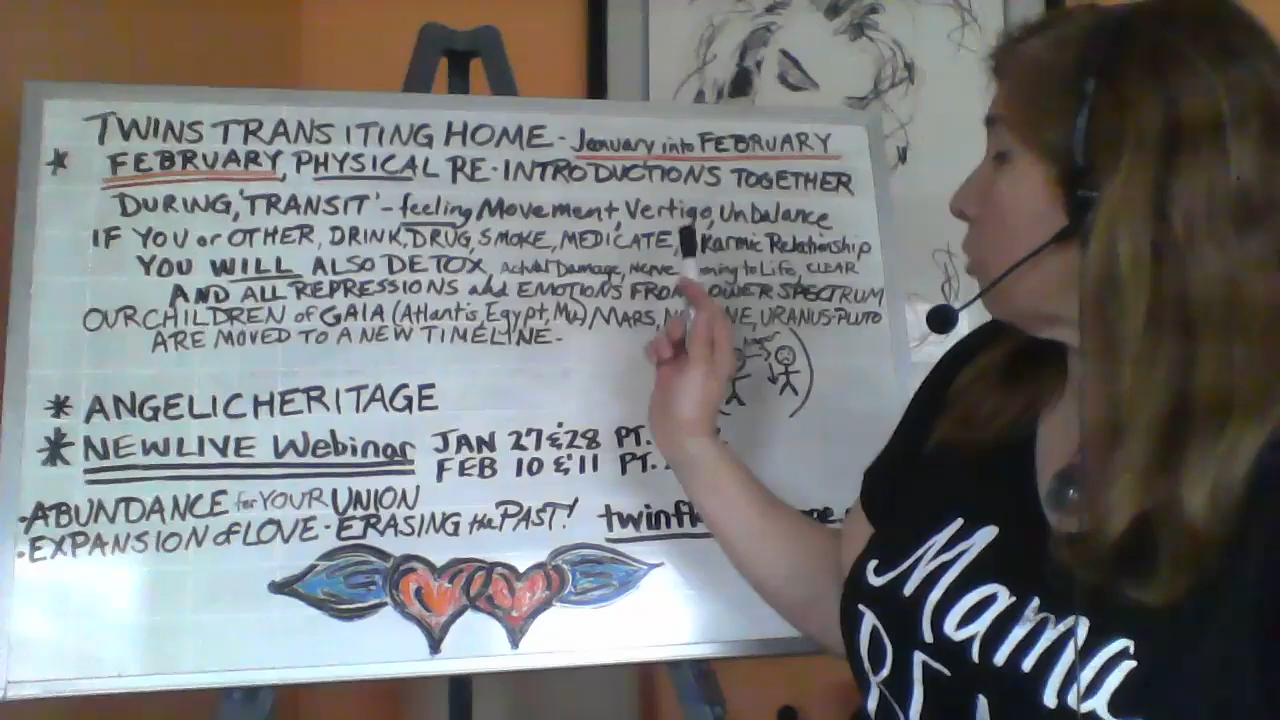 TWINS TRANSITING HOME - January into FEBRUARY
* FEBRUARY, PHYSICAL RE-INTRODUCTIONS TOGETHER
DURING, 'TRANSIT' - feeling Movement, Vertigo, Unbalance
IF YOU or OTHER, DRINK, DRUG, SMOKE, MEDICATE, Karmic Relationship
YOU WILL ALSO DETOX, Actual Damage, Nerve to Life, CLEAR
AND ALL REPRESSIONS and EMOTIONS FROM LOWER SPECTRUM
OUR CHILDREN of GAIA (Atlantis, Egypt, Mu) MARS, URANUS-PLUTO
ARE MOVED TO A NEW TIMELINE-
* ANGELIC HERITAGE
* NEW LIVE Webinar JAN 27 & 28 PT.
FEB 10 & 11 PT.
• ABUNDANCE for YOUR UNION
• EXPANSION of LOVE • ERASING the PAST!
Mama